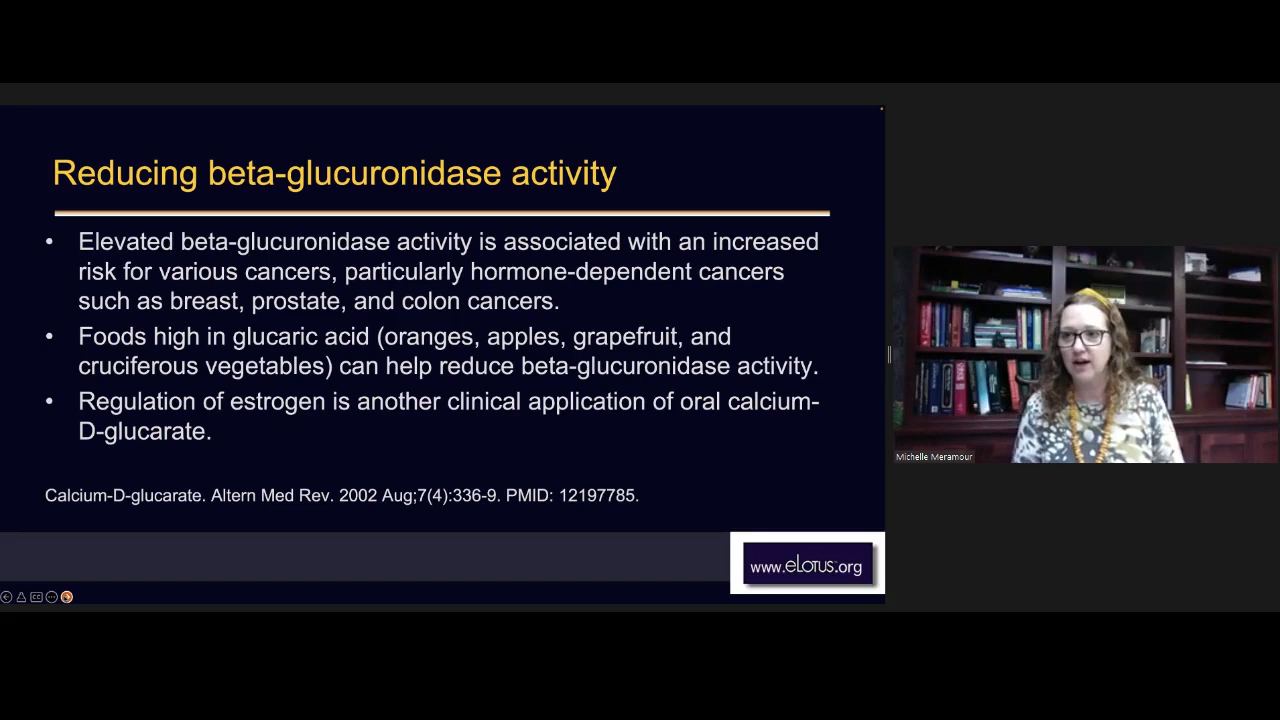 Reducing beta-glucuronidase activity
• Elevated beta-glucuronidase activity is associated with an increased
risk for various cancers, particularly hormone-dependent cancers
such as breast, prostate, and colon cancers.
• Foods high in glucaric acid (oranges, apples, grapefruit, and
cruciferous vegetables) can help reduce beta-glucuronidase activity.
• Regulation of estrogen is another clinical application of oral calcium-
D-glucarate.
Calcium-D-glucarate. Altern Med Rev. 2002 Aug;7(4):336-9. PMID: 12197785.
www.eLOTUS.org
Michelle Meramour